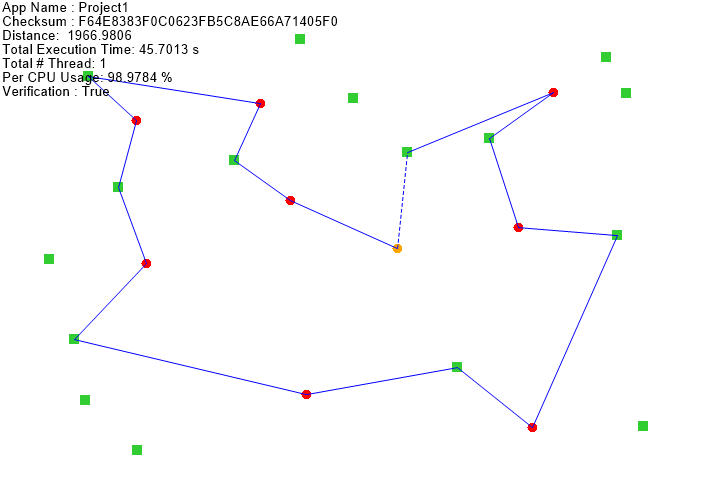 App Name : Project1
Checksum : F64E8383F0C0623FB5C8AE66A71405F0
Distance:  1966.9806
Total Execution Time: 45.7013 s
Total # Thread: 1
Per CPU Usage: 98.9784 %
Verification : True